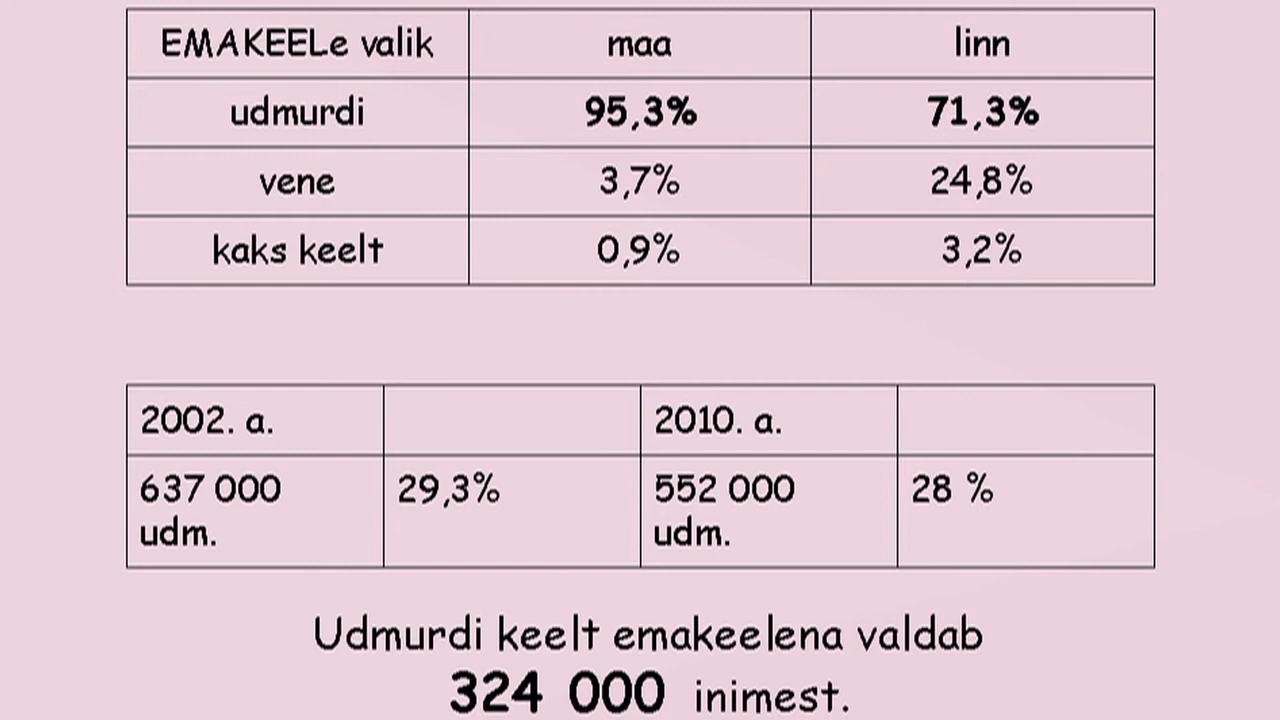 EMAKEELe valik maa linn
udmurdi 95,3% 71,3%
vene 3,7% 24,8%
kaks keelt 0,9% 3,2%
2002. a. 2010. a.
637 000 udm. 29,3% 552 000 udm. 28 %
Udmurdi keelt emakeelena valdab
324 000 inimest.